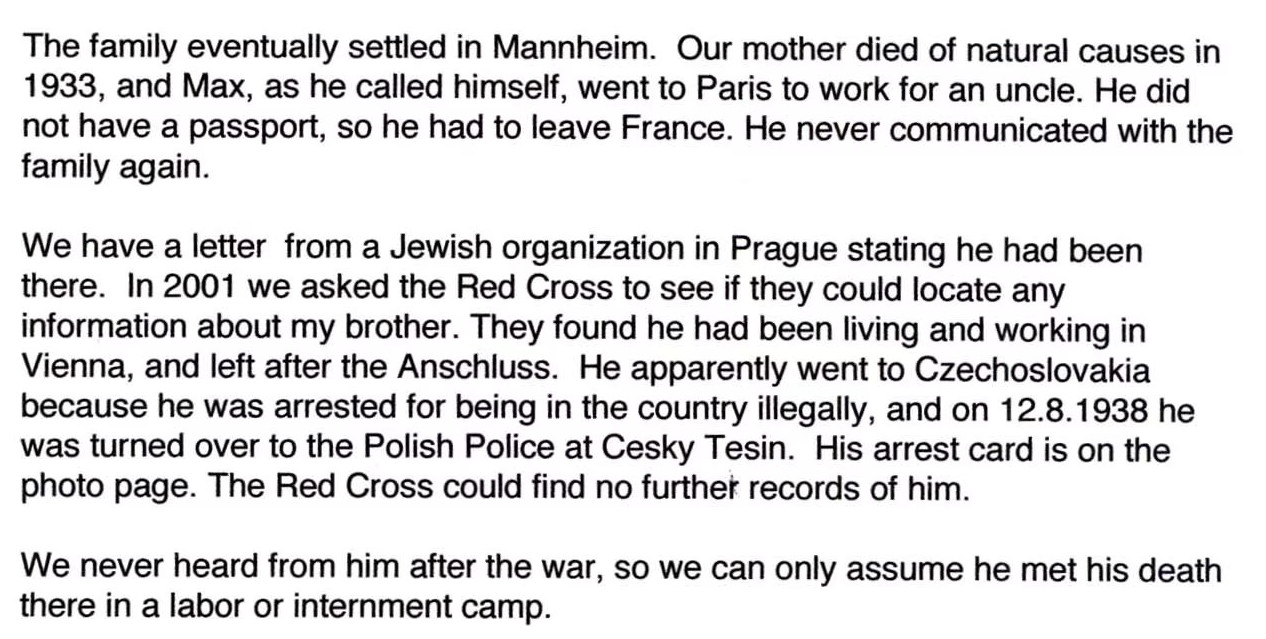 The family eventually settled in Mannheim.  Our mother died of natural causes in
1933, and Max, as he called himself, went to Paris to work for an uncle. He did
not have a passport, so he had to leave France. He never communicated with the
family again.
We have a letter  from a Jewish organization in Prague stating he had been
there.  In 2001 we asked the Red Cross to see if they could locate any
information about my brother. They found he had been living and working in
Vienna, and left after the Anschluss.  He apparently went to Czechoslovakia
because he was arrested for being in the country illegally, and on 12.8.1938 he
was turned over to the Polish Police at Cesky Tesin.  His arrest card is on the
photo page. The Red Cross could find no further records of him.
We never heard from him after the war, so we can only assume he met his death
there in a labor or internment camp.